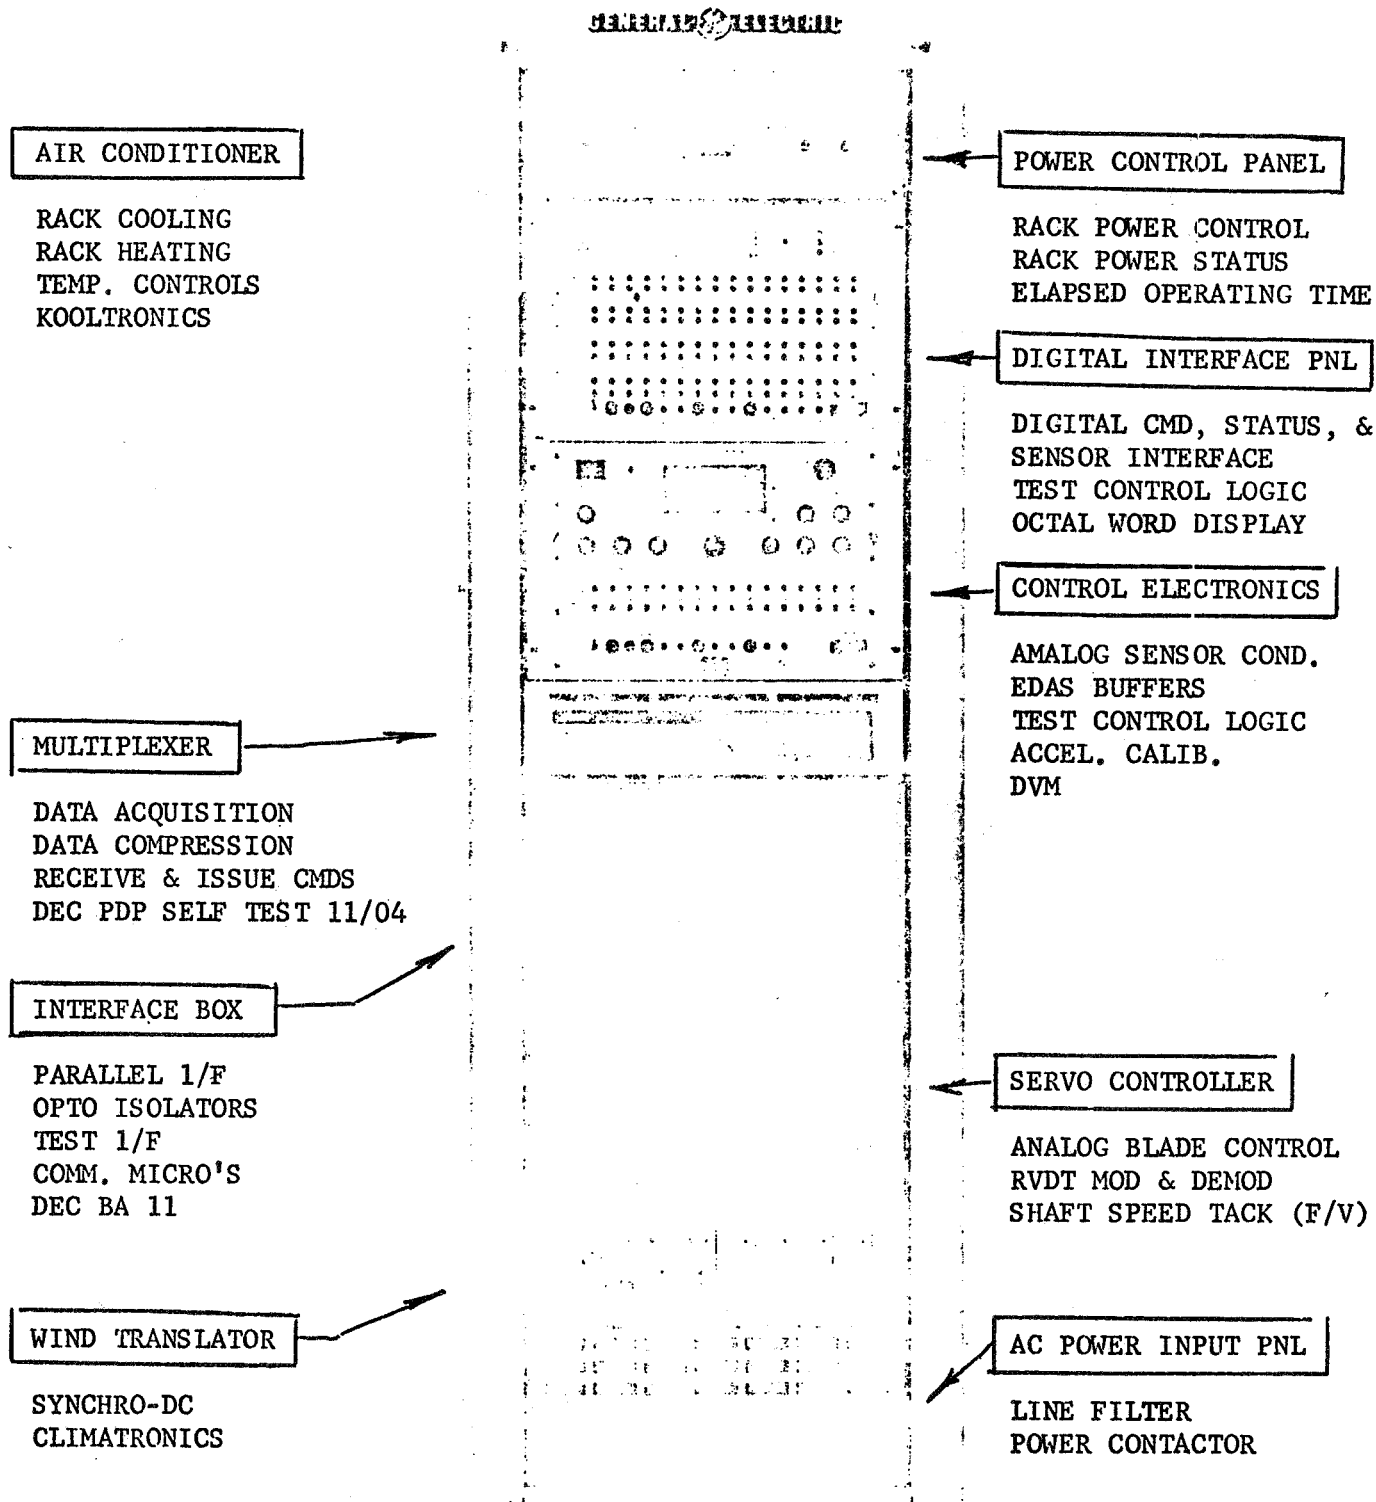 GENERAL ELECTRIC
AIR CONDITIONER
RACK COOLING
RACK HEATING
TEMP. CONTROLS
KOOLTRONICS
MULTIPLEXER
DATA ACQUISITION
DATA COMPRESSION
RECEIVE & ISSUE CMDS
DEC PDP SELF TEST 11/04
INTERFACE BOX
PARALLEL 1/F
OPTO ISOLATORS
TEST 1/F
COMM. MICRO'S
DEC BA 11
WIND TRANSLATOR
SYNCHRO-DC
CLIMATRONICS
POWER CONTROL PANEL
RACK POWER CONTROL
RACK POWER STATUS
ELAPSED OPERATING TIME
DIGITAL INTERFACE PNL
DIGITAL CMD, STATUS, &
SENSOR INTERFACE
TEST CONTROL LOGIC
OCTAL WORD DISPLAY
CONTROL ELECTRONICS
AMALOG SENSOR COND.
EDAS BUFFERS
TEST CONTROL LOGIC
ACCEL. CALIB.
DVM
SERVO CONTROLLER
ANALOG BLADE CONTROL
RVDT MOD & DEMOD
SHAFT SPEED TACK (F/V)
AC POWER INPUT PNL
LINE FILTER
POWER CONTACTOR